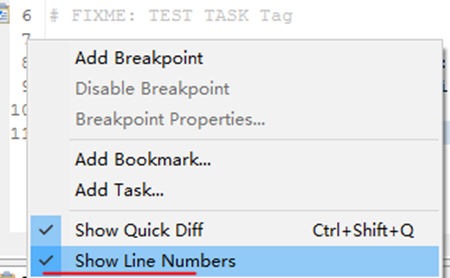 6 # FIXME: TEST TASK Tag
7
8
9
10
11
Add Breakpoint
Disable Breakpoint
Breakpoint Properties...
Add Bookmark...
Add Task...
Show Quick Diff Ctrl+Shift+Q
Show Line Numbers